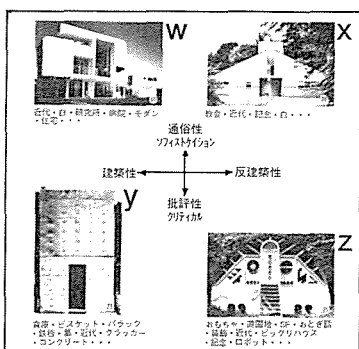 W
X
近代・白・研究所・病院・モダン
・住宅・・・
教会・近代・記念・白・・・
通俗性
ソフィストケイション
建築性
反建築性
批評性
クリティカル
y
Z
倉庫・ビスケット・バラック
・鉄格・墓・近代・クラッカー
・コンクリート・・・
おもちゃ・遊園地・SF・おとぎ話
・装飾・近代・ビックリハウス
・記念・ロボット・・・